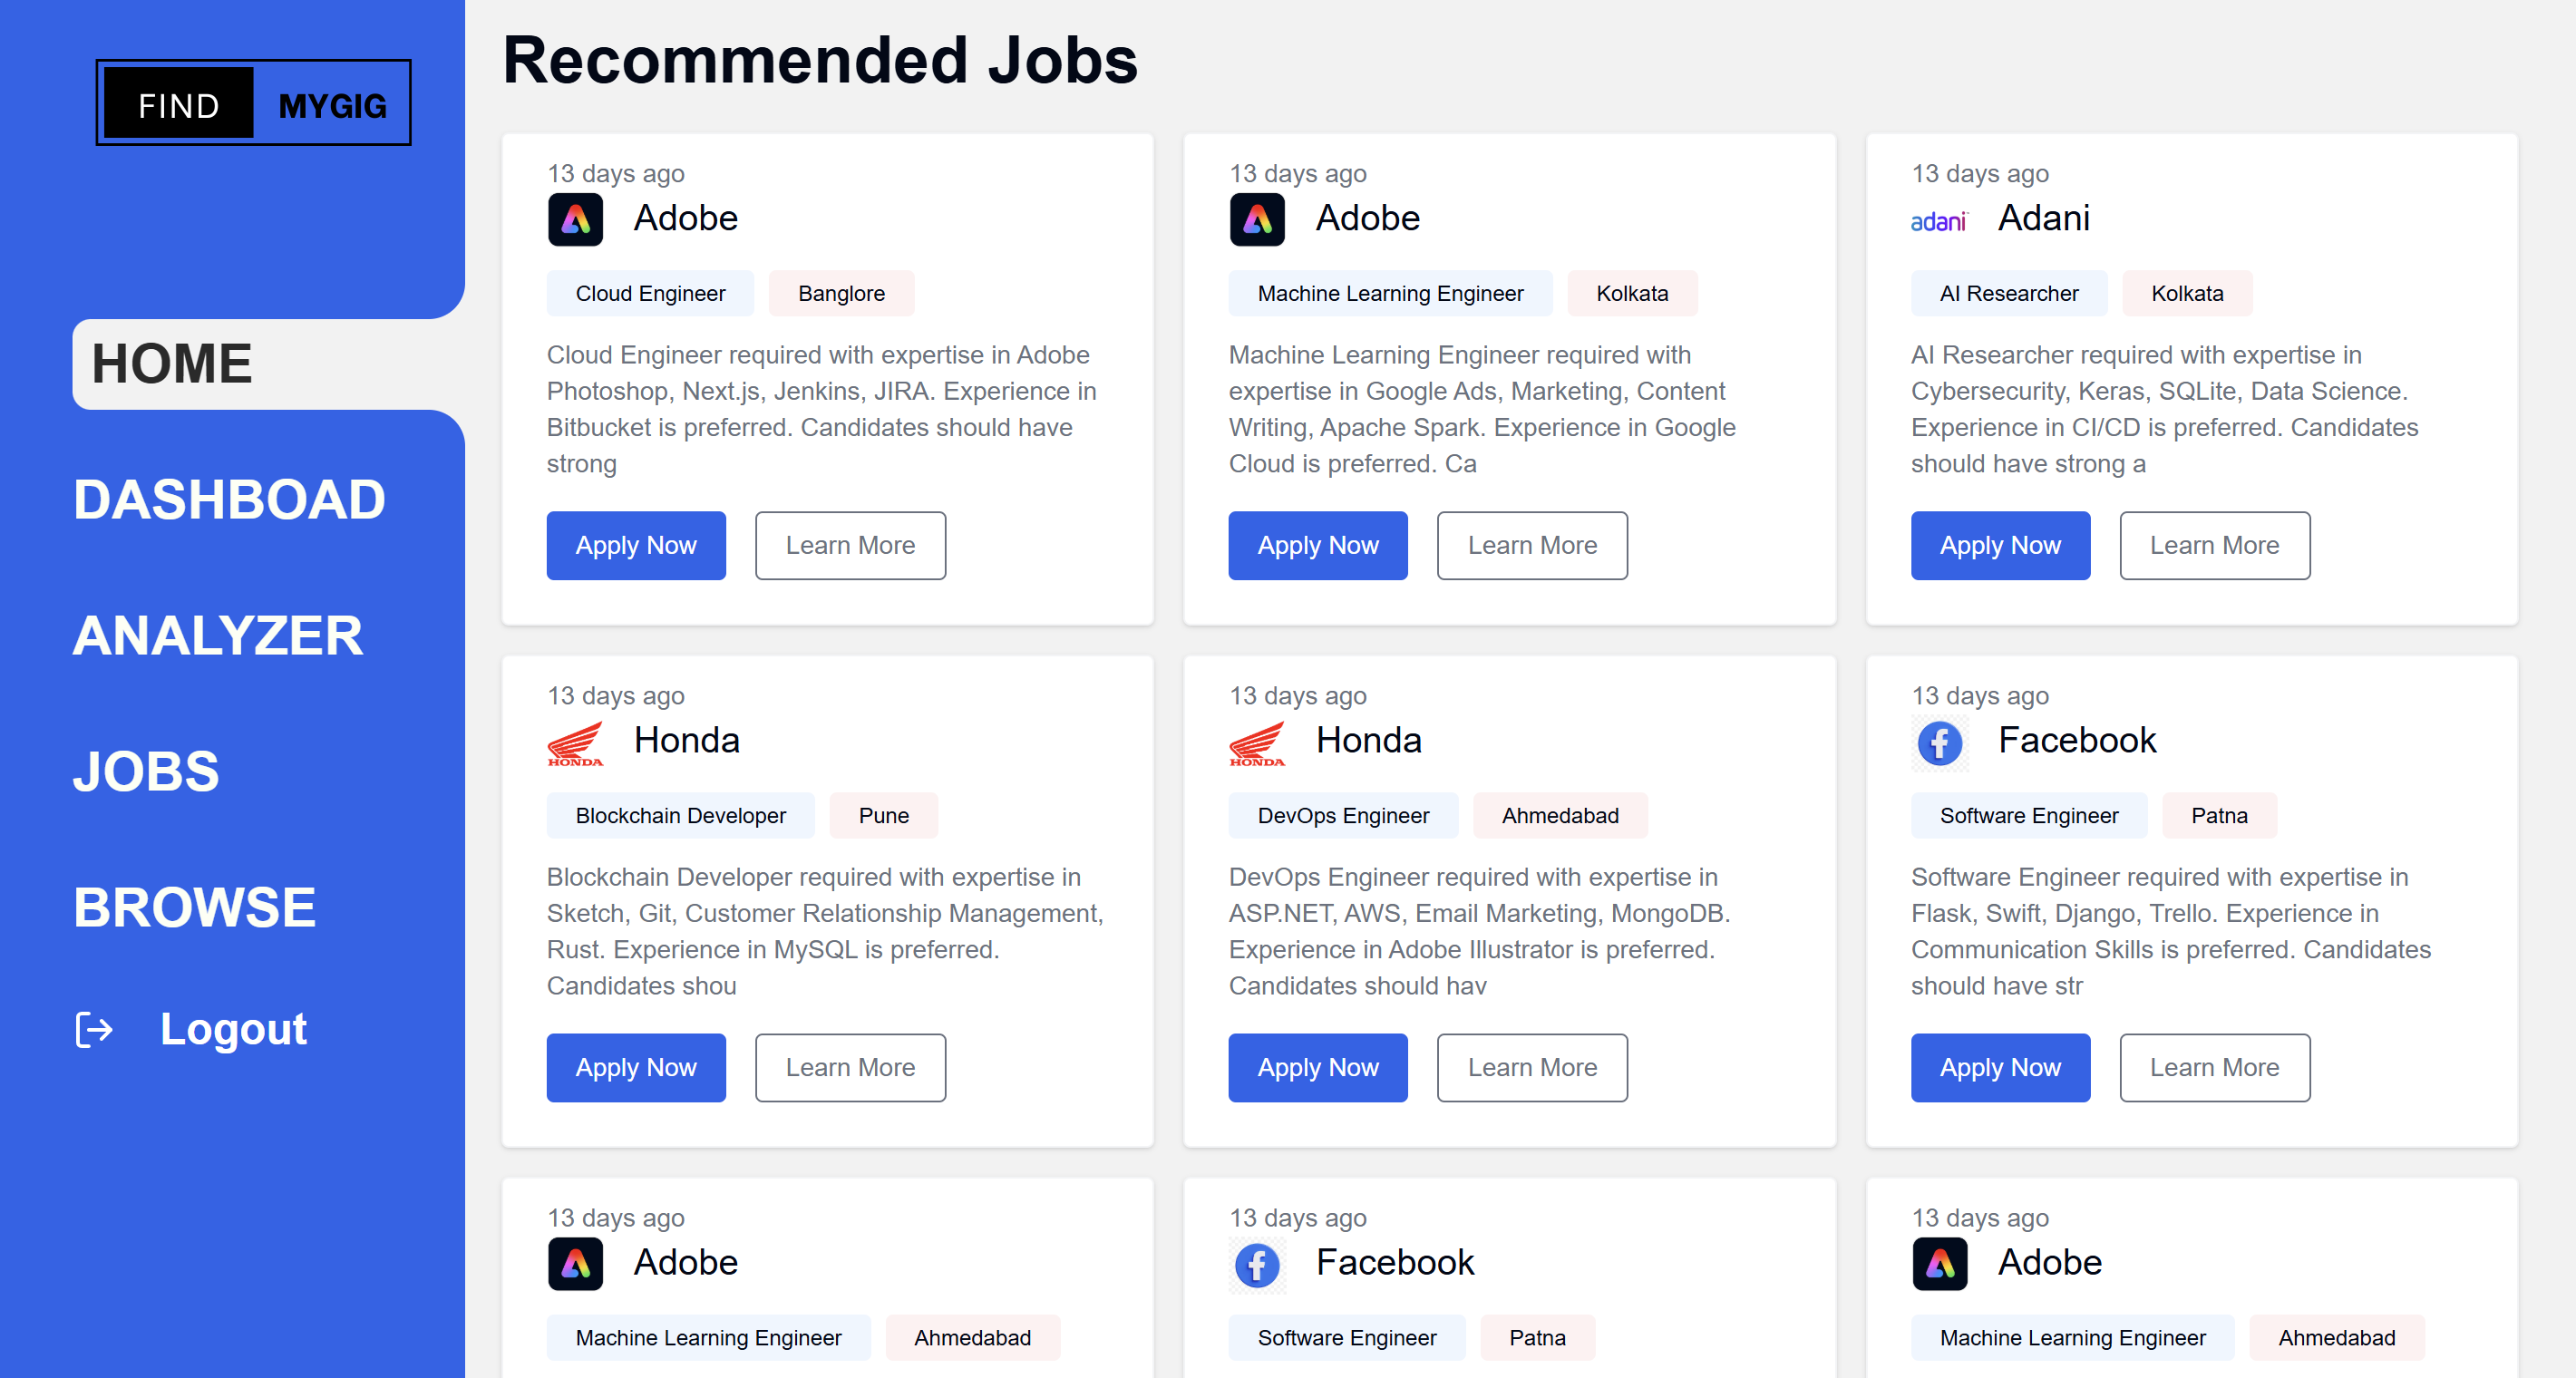 FIND MYGIG
HOME
DASHBOAD
ANALYZER
JOBS
BROWSE
Logout
Recommended Jobs
13 days ago
Adobe
Cloud Engineer Banglore
Cloud Engineer required with expertise in Adobe
Photoshop, Next.js, Jenkins, JIRA. Experience in
Bitbucket is preferred. Candidates should have
strong
Apply Now Learn More
13 days ago
Adobe
Machine Learning Engineer Kolkata
Machine Learning Engineer required with
expertise in Google Ads, Marketing, Content
Writing, Apache Spark. Experience in Google
Cloud is preferred. Ca
Apply Now Learn More
13 days ago
adani Adani
AI Researcher Kolkata
AI Researcher required with expertise in
Cybersecurity, Keras, SQLite, Data Science.
Experience in CI/CD is preferred. Candidates
should have strong a
Apply Now Learn More
13 days ago
HONDA Honda
Blockchain Developer Pune
Blockchain Developer required with expertise in
Sketch, Git, Customer Relationship Management,
Rust. Experience in MySQL is preferred.
Candidates shou
Apply Now Learn More
13 days ago
HONDA Honda
DevOps Engineer Ahmedabad
DevOps Engineer required with expertise in
ASP.NET, AWS, Email Marketing, MongoDB.
Experience in Adobe Illustrator is preferred.
Candidates should hav
Apply Now Learn More
13 days ago
f Facebook
Software Engineer Patna
Software Engineer required with expertise in
Flask, Swift, Django, Trello. Experience in
Communication Skills is preferred. Candidates
should have str
Apply Now Learn More
13 days ago
Adobe
Machine Learning Engineer Ahmedabad
13 days ago
f Facebook
Software Engineer Patna
13 days ago
Adobe
Machine Learning Engineer Ahmedabad